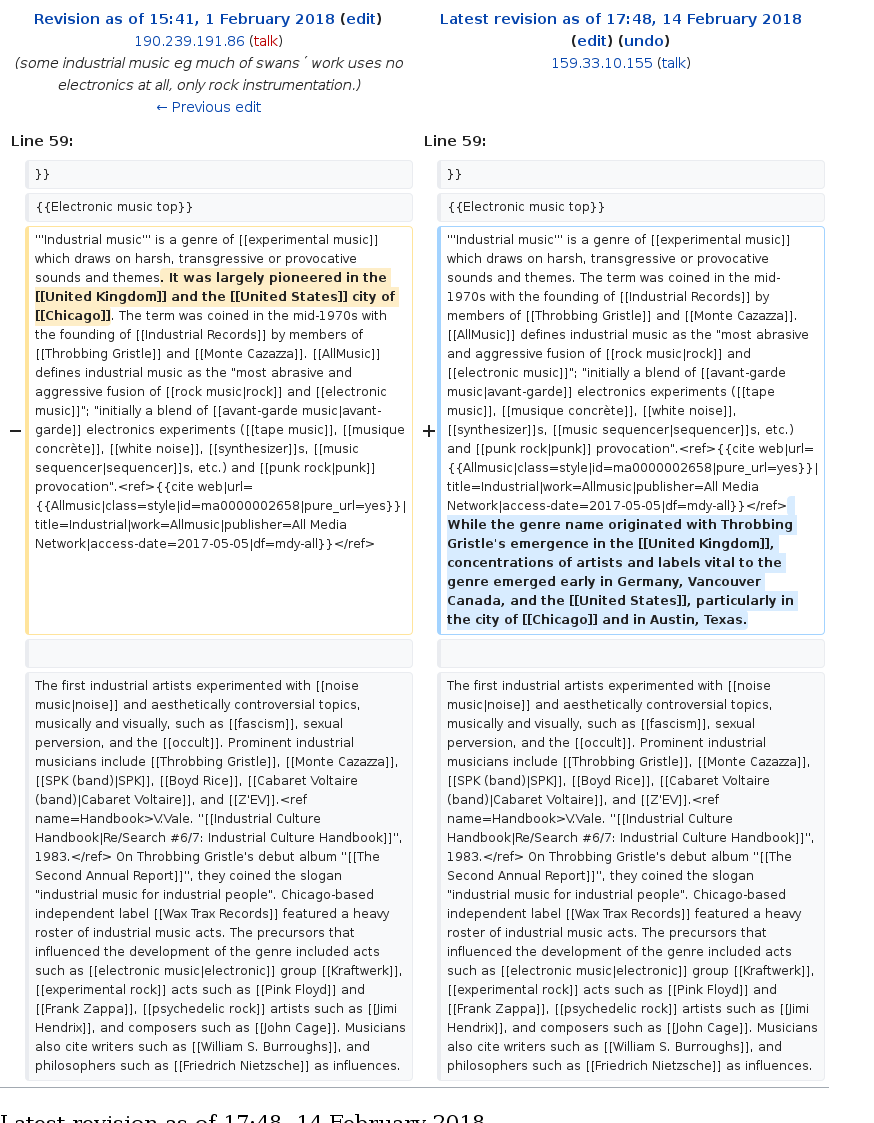 Revision as of 15:41, 1 February 2018 (edit)
190.239.191.86 (talk)
(some industrial music eg much of swans´ work uses no
electronics at all, only rock instrumentation.)
← Previous edit
Latest revision as of 17:48, 14 February 2018
(edit) (undo)
159.33.10.155 (talk)
Line 59:
Line 59:
}}
}}
{{Electronic music top}}
{{Electronic music top}}
−
'''Industrial music''' is a genre of [[experimental music]]
which draws on harsh, transgressive or provocative
sounds and themes. It was largely pioneered in the
[[United Kingdom]] and the [[United States]] city of
[[Chicago]]. The term was coined in the mid-1970s with
the founding of [[Industrial Records]] by members of
[[Throbbing Gristle]] and [[Monte Cazazza]]. [[AllMusic]]
defines industrial music as the "most abrasive and
aggressive fusion of [[rock music|rock]] and [[electronic
music]]"; "initially a blend of [[avant-garde music|avant-
garde]] electronics experiments ([[tape music]], [[musique
concrète]], [[white noise]], [[synthesizer]]s, [[music
sequencer|sequencer]]s, etc.) and [[punk rock|punk]]
provocation".<ref>{{cite web|url=
{{Allmusic|class=style|id=ma0000002658|pure_url=yes}}|
title=Industrial|work=Allmusic|publisher=All Media
Network|access-date=2017-05-05|df=mdy-all}}</ref>
+
'''Industrial music''' is a genre of [[experimental music]]
which draws on harsh, transgressive or provocative
sounds and themes. The term was coined in the mid-
1970s with the founding of [[Industrial Records]] by
members of [[Throbbing Gristle]] and [[Monte Cazazza]].
[[AllMusic]] defines industrial music as the "most abrasive
and aggressive fusion of [[rock music|rock]] and
[[electronic music]]"; "initially a blend of [[avant-garde
music|avant-garde]] electronics experiments ([[tape
music]], [[musique concrète]], [[white noise]],
[[synthesizer]]s, [[music sequencer|sequencer]]s, etc.)
and [[punk rock|punk]] provocation".<ref>{{cite web|url=
{{Allmusic|class=style|id=ma0000002658|pure_url=yes}}|
title=Industrial|work=Allmusic|publisher=All Media
Network|access-date=2017-05-05|df=mdy-all}}</ref>
While the genre name originated with Throbbing
Gristle's emergence in the [[United Kingdom]],
concentrations of artists and labels vital to the
genre emerged early in Germany, Vancouver
Canada, and the [[United States]], particularly in
the city of [[Chicago]] and in Austin, Texas.
The first industrial artists experimented with [[noise
music|noise]] and aesthetically controversial topics,
musically and visually, such as [[fascism]], sexual
perversion, and the [[occult]]. Prominent industrial
musicians include [[Throbbing Gristle]], [[Monte Cazazza]],
[[SPK (band)|SPK]], [[Boyd Rice]], [[Cabaret Voltaire
(band)|Cabaret Voltaire]], and [[Z'EV]].<ref
name=Handbook>V.Vale. ''[[Industrial Culture
Handbook|Re/Search #6/7: Industrial Culture Handbook]]'',
1983.</ref> On Throbbing Gristle's debut album ''[[The
Second Annual Report]]'', they coined the slogan
"industrial music for industrial people". Chicago-based
independent label [[Wax Trax Records]] featured a heavy
roster of industrial music acts. The precursors that
influenced the development of the genre included acts
such as [[electronic music|electronic]] group [[Kraftwerk]],
[[experimental rock]] acts such as [[Pink Floyd]] and
[[Frank Zappa]], [[psychedelic rock]] artists such as [[Jimi
Hendrix]], and composers such as [[John Cage]]. Musicians
also cite writers such as [[William S. Burroughs]], and
philosophers such as [[Friedrich Nietzsche]] as influences.
The first industrial artists experimented with [[noise
music|noise]] and aesthetically controversial topics,
musically and visually, such as [[fascism]], sexual
perversion, and the [[occult]]. Prominent industrial
musicians include [[Throbbing Gristle]], [[Monte Cazazza]],
[[SPK (band)|SPK]], [[Boyd Rice]], [[Cabaret Voltaire
(band)|Cabaret Voltaire]], and [[Z'EV]].<ref
name=Handbook>V.Vale. ''[[Industrial Culture
Handbook|Re/Search #6/7: Industrial Culture Handbook]]'',
1983.</ref> On Throbbing Gristle's debut album ''[[The
Second Annual Report]]'', they coined the slogan
"industrial music for industrial people". Chicago-based
independent label [[Wax Trax Records]] featured a heavy
roster of industrial music acts. The precursors that
influenced the development of the genre included acts
such as [[electronic music|electronic]] group [[Kraftwerk]],
[[experimental rock]] acts such as [[Pink Floyd]] and
[[Frank Zappa]], [[psychedelic rock]] artists such as [[Jimi
Hendrix]], and composers such as [[John Cage]]. Musicians
also cite writers such as [[William S. Burroughs]], and
philosophers such as [[Friedrich Nietzsche]] as influences.
Latest revision as of 17:48, 14 February 2018